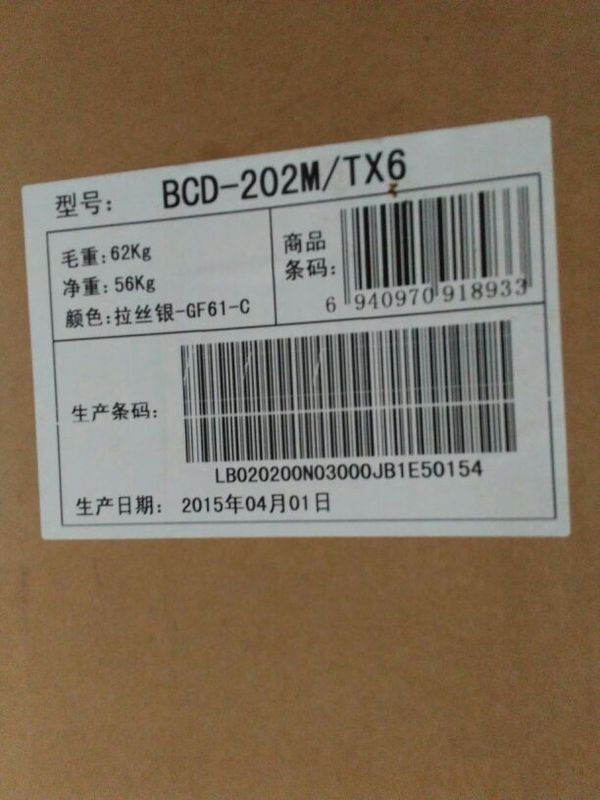 型号: BCD-202M/TX6
毛重:62Kg
净重:56Kg
颜色:拉丝银-GF61-C
商品
条码:
6 940970 918933
生产条码:
LB020200N03000JB1E50154
生产日期: 2015年04月01日